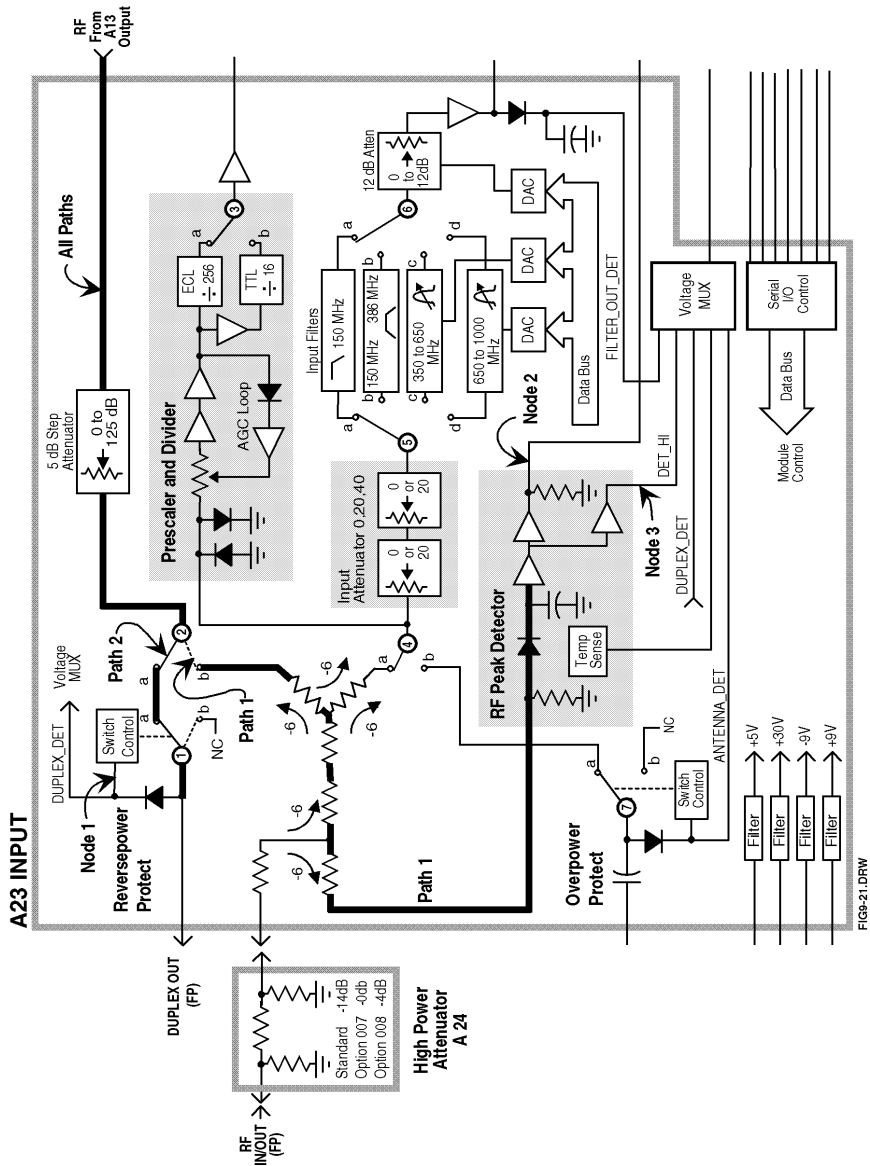 A23 INPUT
RF
From
A13
Output
All Paths
5 dB Step
Attenuator
0 to
125 dB
DUPLEX_DET
Voltage
MUX
Node 1
Switch
Control
Reversepower
Protect
a
b
NC
1
a
b
2
Path 2
Path 1
DUPLEX OUT
(FP)
Prescaler and Divider
AGC Loop
ECL
÷ 256
TTL
÷ 16
a
b
3
-6
-6
-6
-6
-6
Path 1
a
b
4
Input
Attenuator 0,20,40
0
or
20
0
or
20
5
a
b
c
d
Input Filters
150 MHz
150 MHz
386 MHz
350 to 650
MHz
650 to 1000
MHz
a
b
c
d
6
12 dB Atten
0
to
12dB
DAC
DAC
DAC
Data Bus
FILTER_OUT_DET
RF IN/OUT
(FP)
Standard -14dB
Option 007 -0db
Option 008 -4dB
High Power
Attenuator
A 24
RF Peak Detector
Temp
Sense
Node 2
Node 3
DET_HI
DUPLEX_DET
ANTENNA_DET
Voltage
MUX
Serial
I/O
Control
Data Bus
Module
Control
Overpower
Protect
7
a
b
NC
Switch
Control
Filter
+5V
Filter
+30V
Filter
-9V
Filter
+9V
FIG9-21.DRW